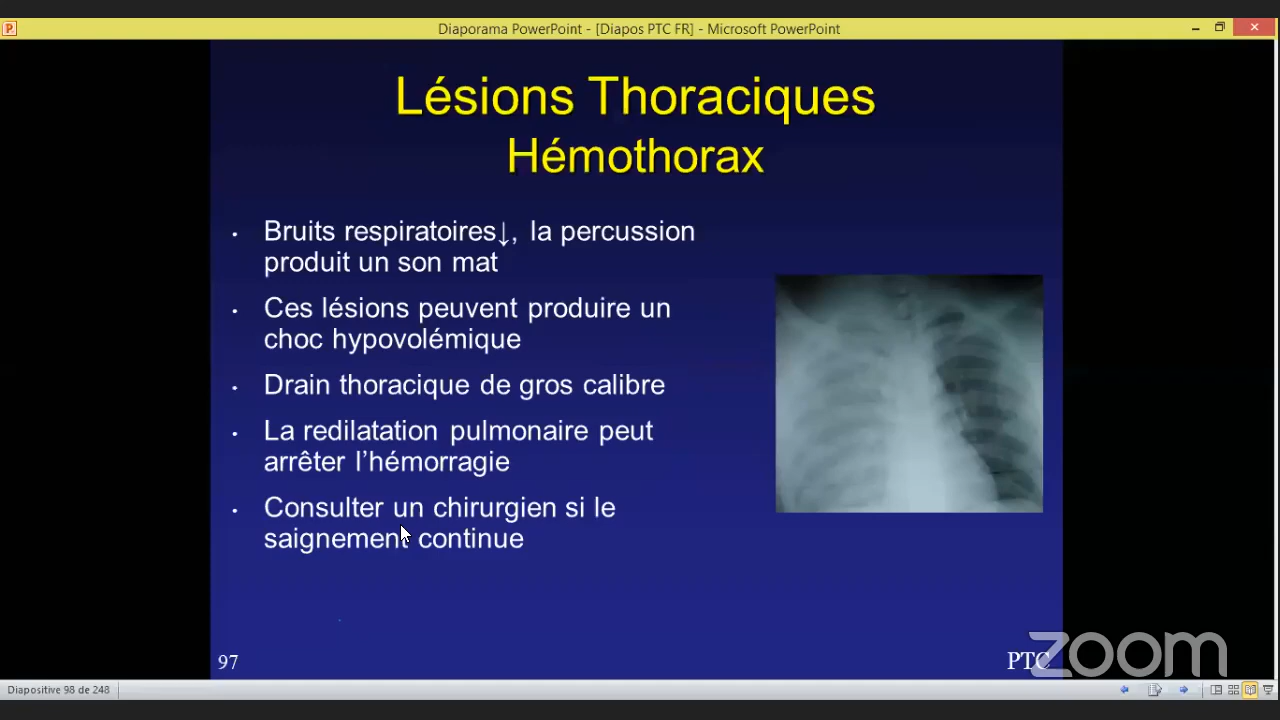 Diaporama PowerPoint - [Diapos PTC FR] - Microsoft PowerPoint
Lésions Thoraciques
Hémothorax
• Bruits respiratoires↓, la percussion
produit un son mat
• Ces lésions peuvent produire un
choc hypovolémique
• Drain thoracique de gros calibre
• La redilatation pulmonaire peut
arrêter l'hémorragie
• Consulter un chirurgien si le
saignement continue
97
PTC
zoom
Diapositive 98 de 248